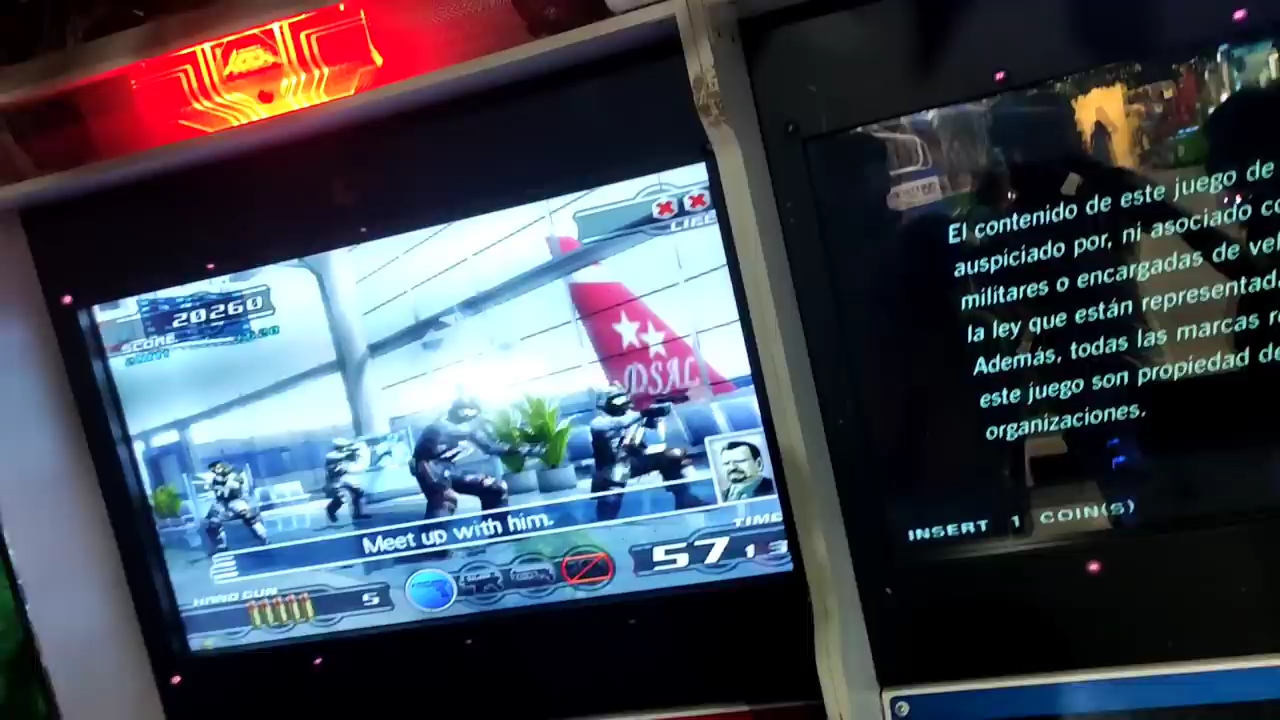 20260
SCORE
LIFE
DSAL
Meet up with him.
TIME
57
13
HAND GUN
5
El contenido de este juego de
auspiciado por, ni asociado co
militares o encargadas de vel
la ley que están representad
Además, todas las marcas r
este juego son propiedad de
organizaciones.
INSERT 1 COIN(S)